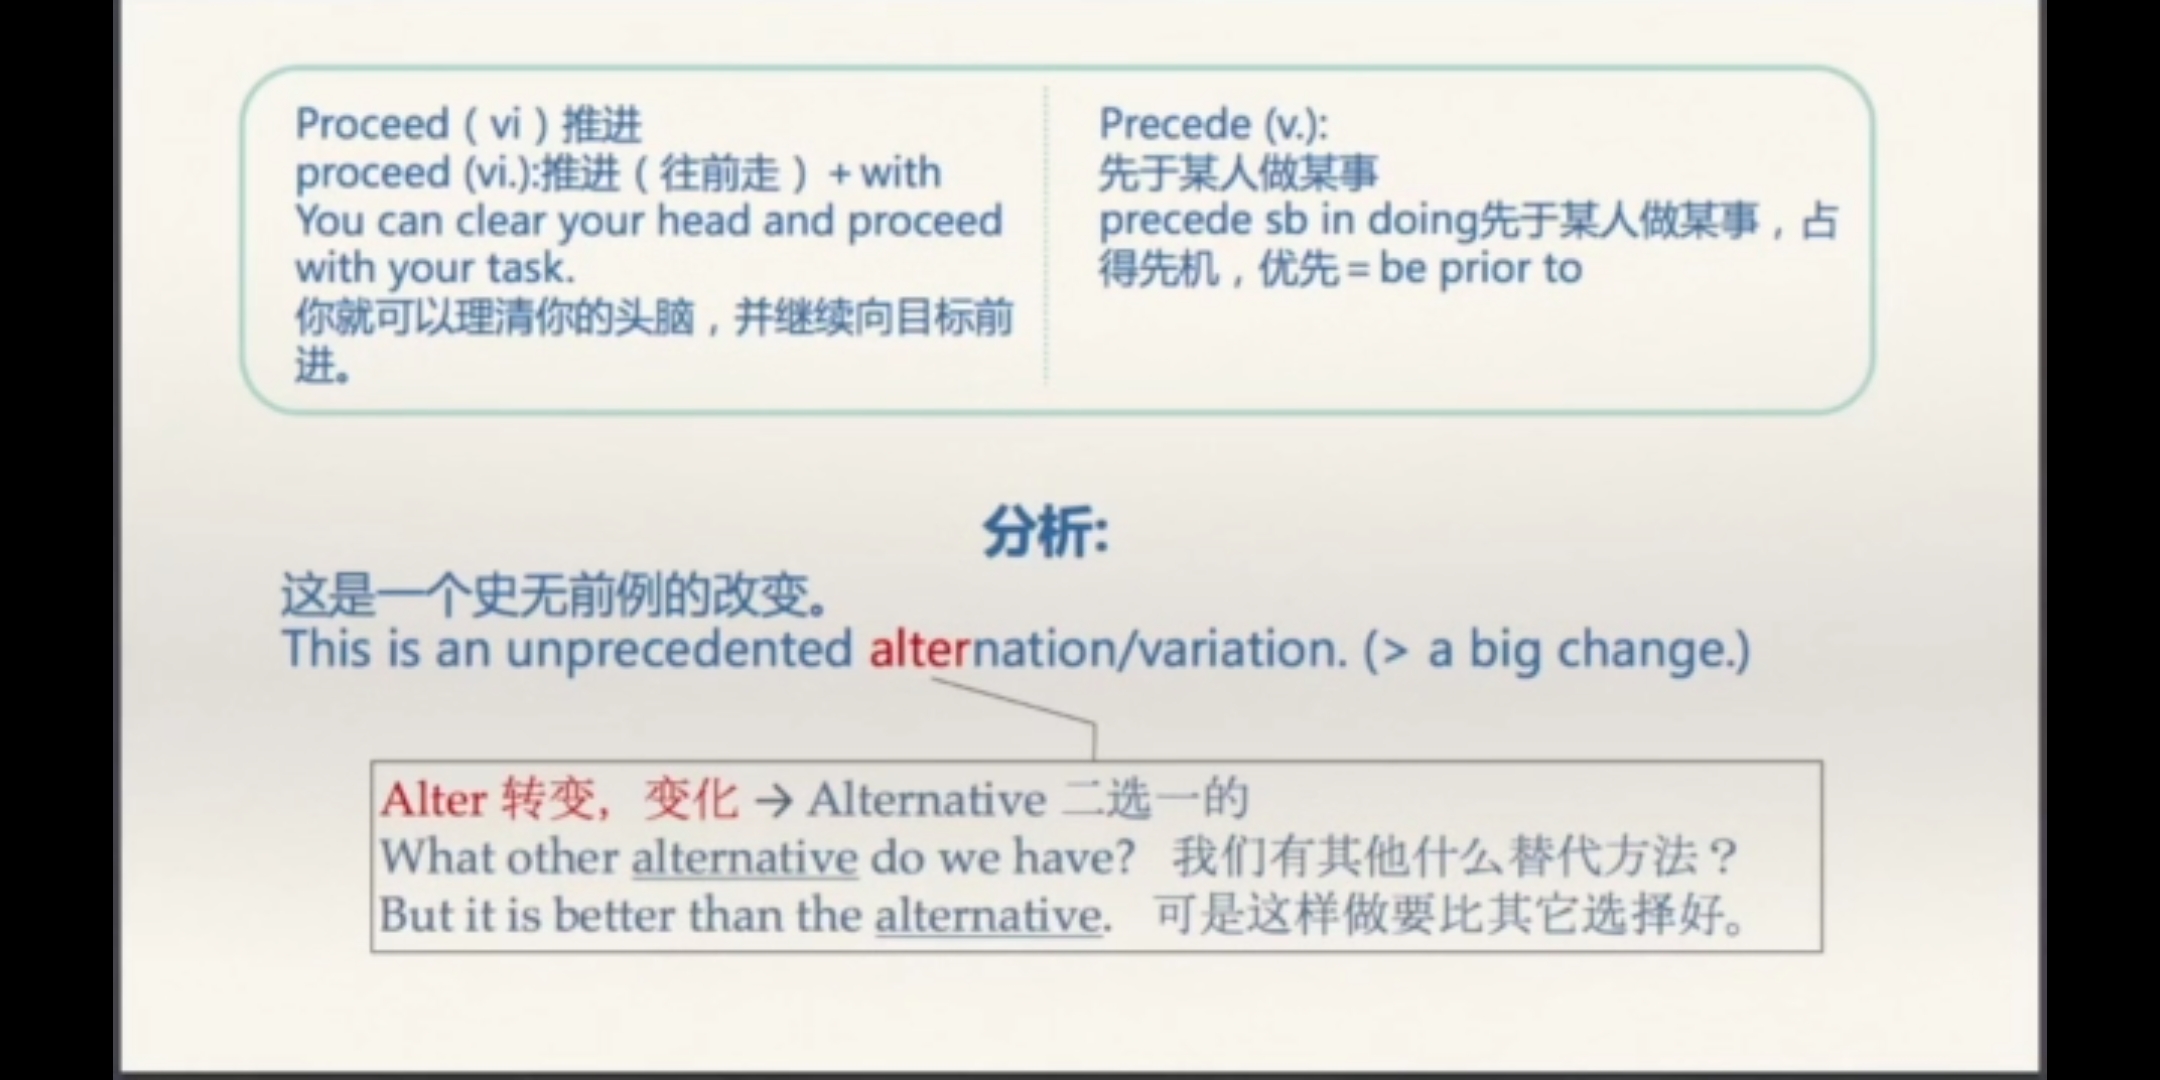 Proceed ( vi ) 推进
proceed (vi.):推进 ( 往前走 ) + with
You can clear your head and proceed
with your task.
你就可以理清你的头脑，并继续向目标前
进。
Precede (v.):
先于某人做某事
precede sb in doing先于某人做某事，占
得先机，优先 = be prior to
分析:
这是一个史无前例的改变。
This is an unprecedented alternation/variation. (> a big change.)
Alter 转变，变化 → Alternative 二选一的
What other alternative do we have? 我们有其他什么替代方法？
But it is better than the alternative. 可是这样做要比其它选择好。